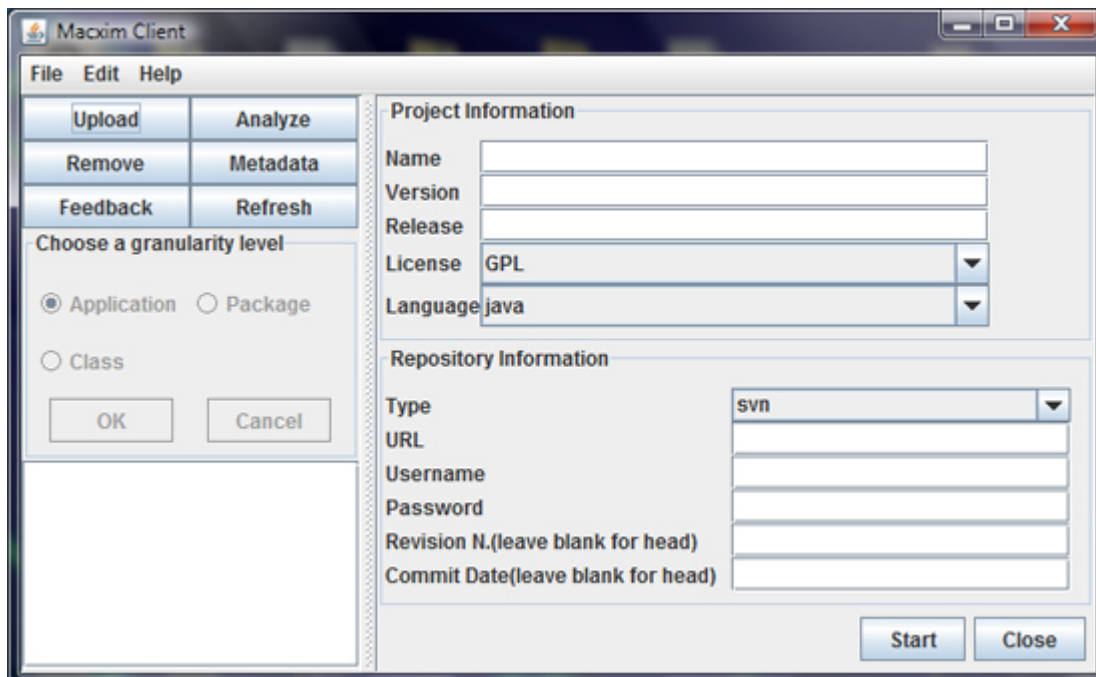 Macxim Client
File Edit Help
Upload Analyze
Remove Metadata
Feedback Refresh
Choose a granularity level
Application Package
Class
OK Cancel
Project Information
Name
Version
Release
License GPL
Language java
Repository Information
Type svn
URL
Username
Password
Revision N.(leave blank for head)
Commit Date(leave blank for head)
Start Close